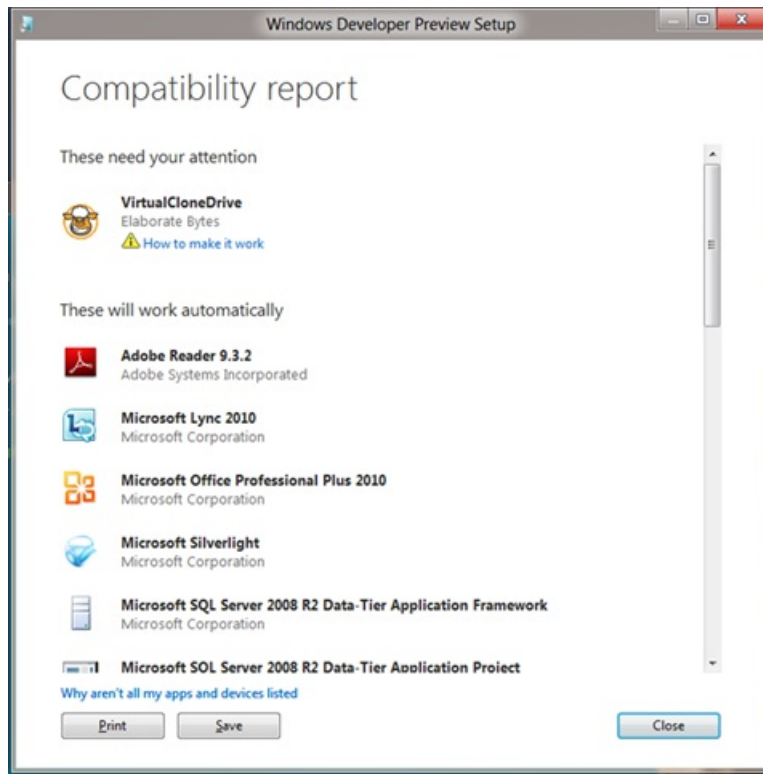 Windows Developer Preview Setup
Compatibility report
These need your attention
VirtualCloneDrive
Elaborate Bytes
How to make it work
These will work automatically
Adobe Reader 9.3.2
Adobe Systems Incorporated
Microsoft Lync 2010
Microsoft Corporation
Microsoft Office Professional Plus 2010
Microsoft Corporation
Microsoft Silverlight
Microsoft Corporation
Microsoft SQL Server 2008 R2 Data-Tier Application Framework
Microsoft Corporation
Microsoft SQL Server 2008 R2 Data-Tier Application Project
Why aren't all my apps and devices listed
Print Save Close